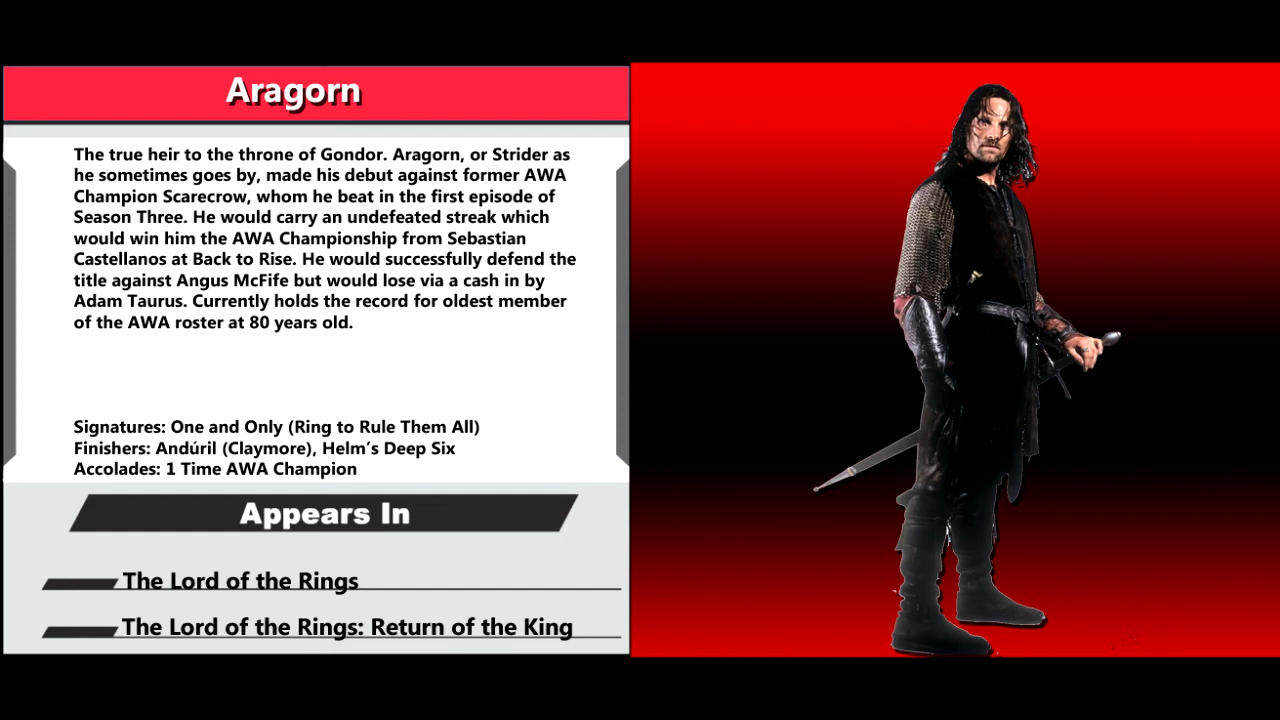 Aragorn
The true heir to the throne of Gondor. Aragorn, or Strider as
he sometimes goes by, made his debut against former AWA
Champion Scarecrow, whom he beat in the first episode of
Season Three. He would carry an undefeated streak which
would win him the AWA Championship from Sebastian
Castellanos at Back to Rise. He would successfully defend the
title against Angus McFife but would lose via a cash in by
Adam Taurus. Currently holds the record for oldest member
of the AWA roster at 80 years old.
Signatures: One and Only (Ring to Rule Them All)
Finishers: Andúril (Claymore), Helm's Deep Six
Accolades: 1 Time AWA Champion
Appears In
The Lord of the Rings
The Lord of the Rings: Return of the King